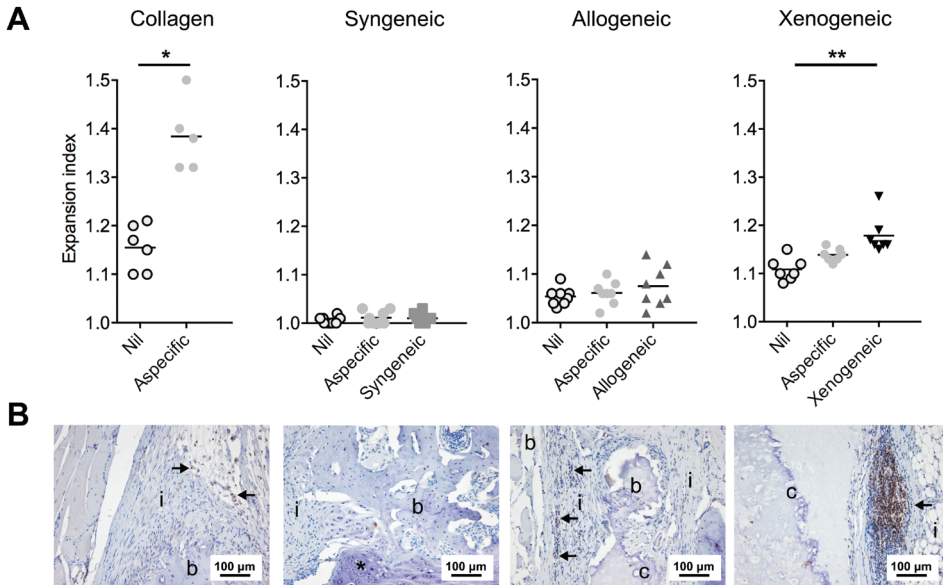 A
Collagen Syngeneic Allogeneic Xenogeneic
* **
Expansion index
1.5 1.5 1.5 1.5
1.4 1.4 1.4 1.4
1.3 1.3 1.3 1.3
1.2 1.2 1.2 1.2
1.1 1.1 1.1 1.1
1.0 1.0 1.0 1.0
Nil Aspecific Nil Aspecific Syngeneic Nil Aspecific Allogeneic Nil Aspecific Xenogeneic
B
i b 100 µm
i b * 100 µm
b i b i c 100 µm
c i 100 µm